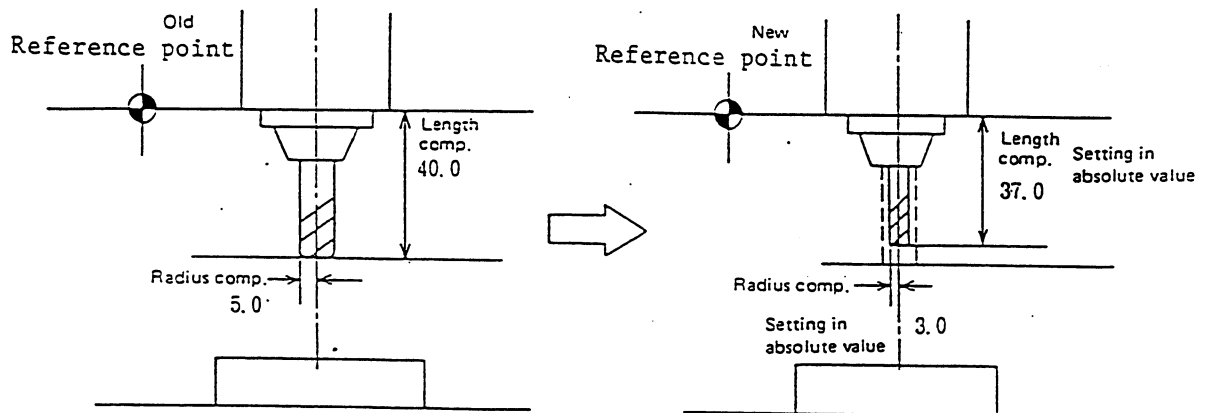 Old
Reference point
Length
comp.
40.0
Radius comp.
5.0
New
Reference point
Length
comp.
37.0
Setting in
absolute value
Radius comp.
3.0
Setting in
absolute value